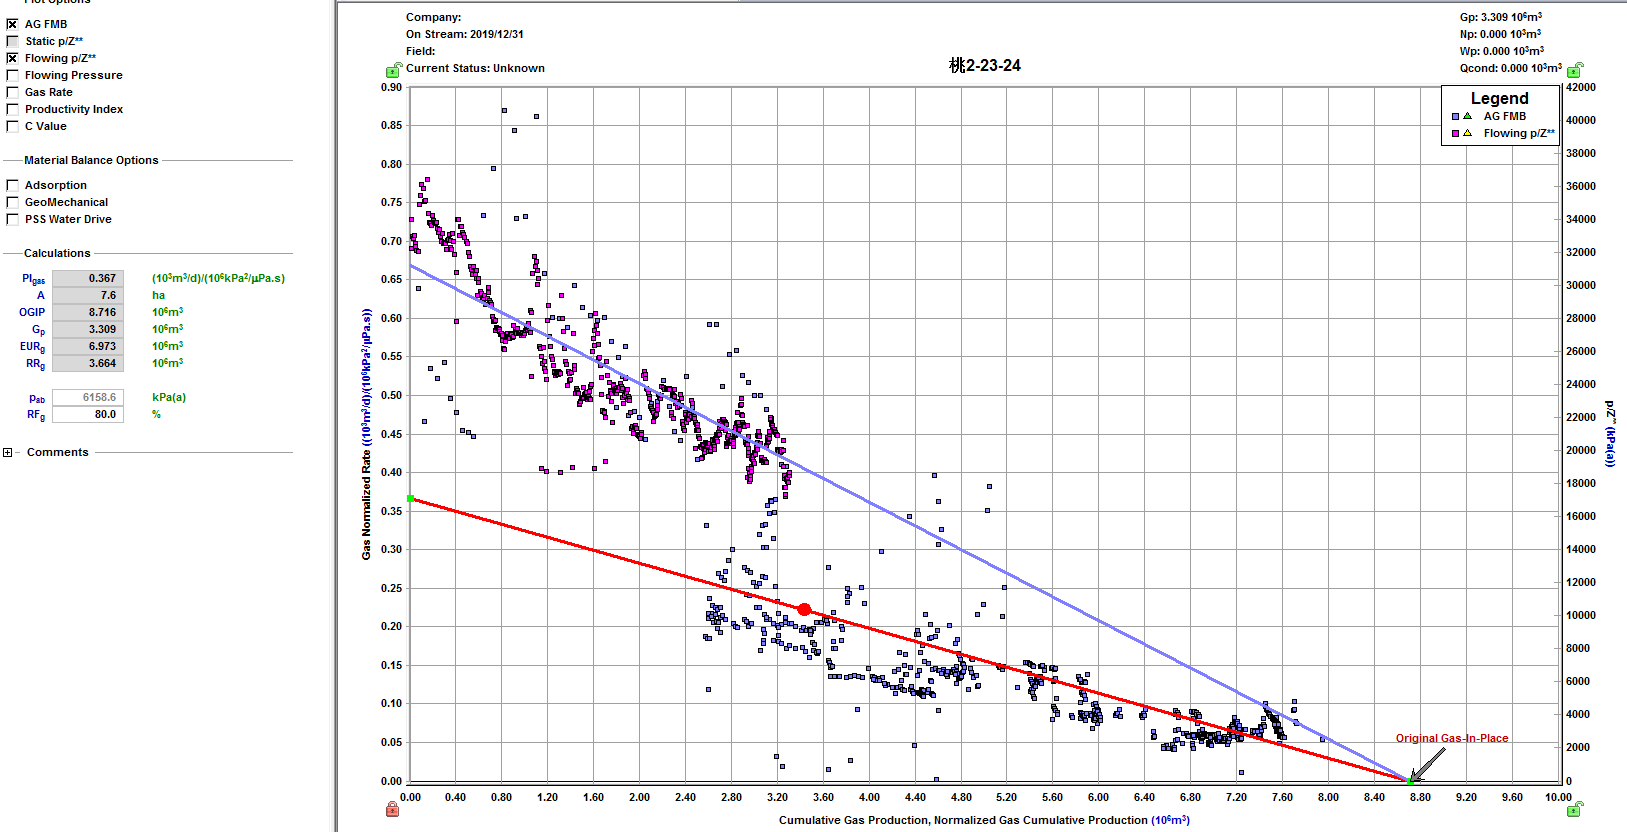 Plot Options
AG FMB
Static p/Z**
Flowing p/Z**
Flowing Pressure
Gas Rate
Productivity Index
C Value
Material Balance Options
Adsorption
GeoMechanical
PSS Water Drive
Calculations
PIgas 0.367 (10³m³/d)/(10⁶kPa²/µPa.s)
A 7.6 ha
OGIP 8.716 10⁶m³
Gp 3.309 10⁶m³
EURg 6.973 10⁶m³
RRg 3.664 10⁶m³
pab 6158.6 kPa(a)
RFg 80.0 %
Comments
Company:
On Stream: 2019/12/31
Field:
Current Status: Unknown
桃2-23-24
Gp: 3.309 10⁶m³
Np: 0.000 10³m³
Wp: 0.000 10³m³
Qcond: 0.000 10³m³
Legend
AG FMB
Flowing p/Z**
Gas Normalized Rate ((10³m³/d)/(10⁶kPa²/µPa.s))
0.90
0.85
0.80
0.75
0.70
0.65
0.60
0.55
0.50
0.45
0.40
0.35
0.30
0.25
0.20
0.15
0.10
0.05
0.00
42000
40000
38000
36000
34000
32000
30000
28000
26000
24000
22000
20000
18000
16000
14000
12000
10000
8000
6000
4000
2000
0
p/Z** (kPa(a))
Original Gas-In-Place
0.00 0.40 0.80 1.20 1.60 2.00 2.40 2.80 3.20 3.60 4.00 4.40 4.80 5.20 5.60 6.00 6.40 6.80 7.20 7.60 8.00 8.40 8.80 9.20 9.60 10.00
Cumulative Gas Production, Normalized Gas Cumulative Production (10⁶m³)